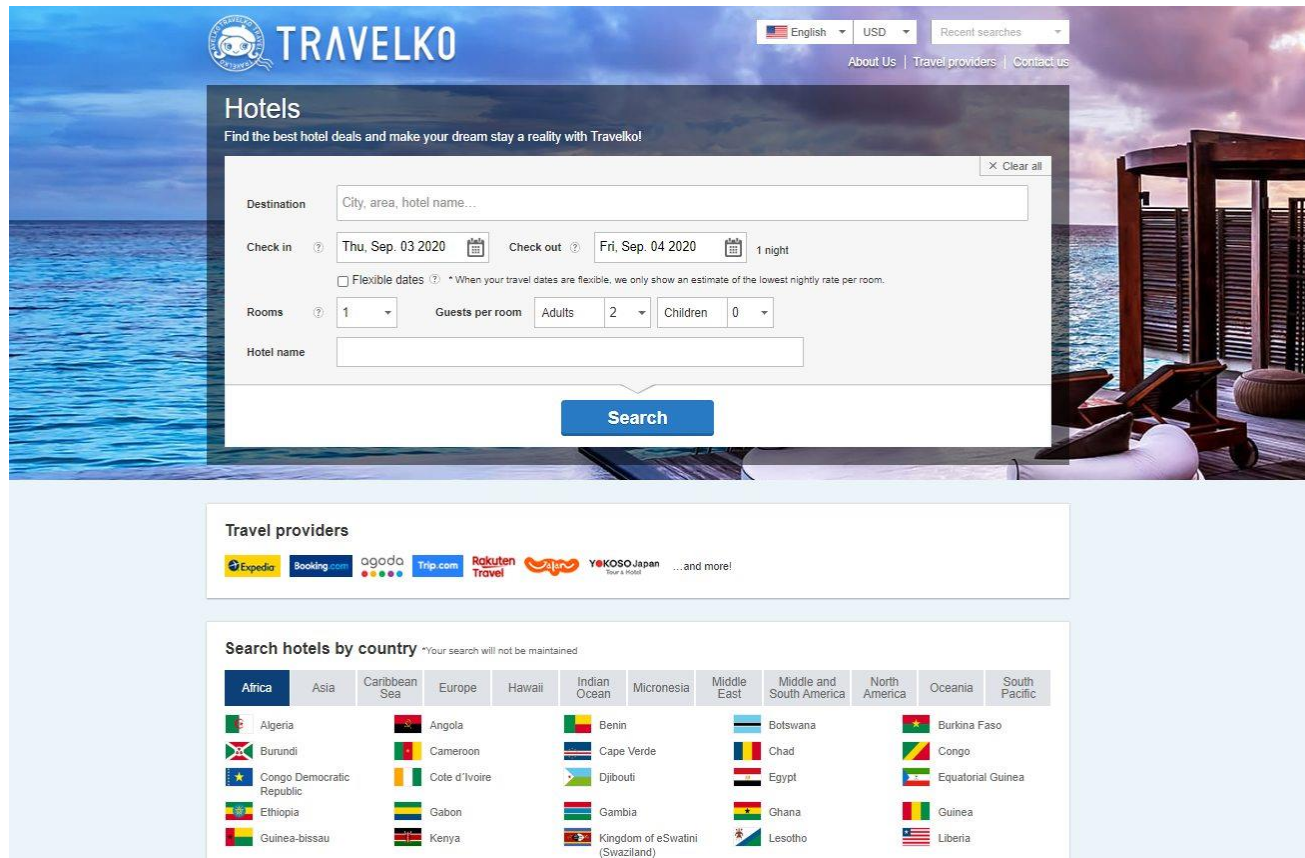 TRAVELKO
English
USD
Recent searches
About Us | Travel providers | Contact us
Hotels
Find the best hotel deals and make your dream stay a reality with Travelko!
× Clear all
Destination City, area, hotel name...
Check in ? Thu, Sep. 03 2020 Check out ? Fri, Sep. 04 2020 1 night
Flexible dates ? * When your travel dates are flexible, we only show an estimate of the lowest nightly rate per room.
Rooms ? 1 Guests per room Adults 2 Children 0
Hotel name
Search
Travel providers
Expedia Booking.com agoda Trip.com Rakuten Travel Jalan YOKOSO Japan Tour & Hotel ...and more!
Search hotels by country *Your search will not be maintained
Africa Asia Caribbean Sea Europe Hawaii Indian Ocean Micronesia Middle East Middle and South America North America Oceania South Pacific
Algeria Angola Benin Botswana Burkina Faso
Burundi Cameroon Cape Verde Chad Congo
Congo Democratic Republic Cote d'Ivoire Djibouti Egypt Equatorial Guinea
Ethiopia Gabon Gambia Ghana Guinea
Guinea-bissau Kenya Kingdom of eSwatini (Swaziland) Lesotho Liberia